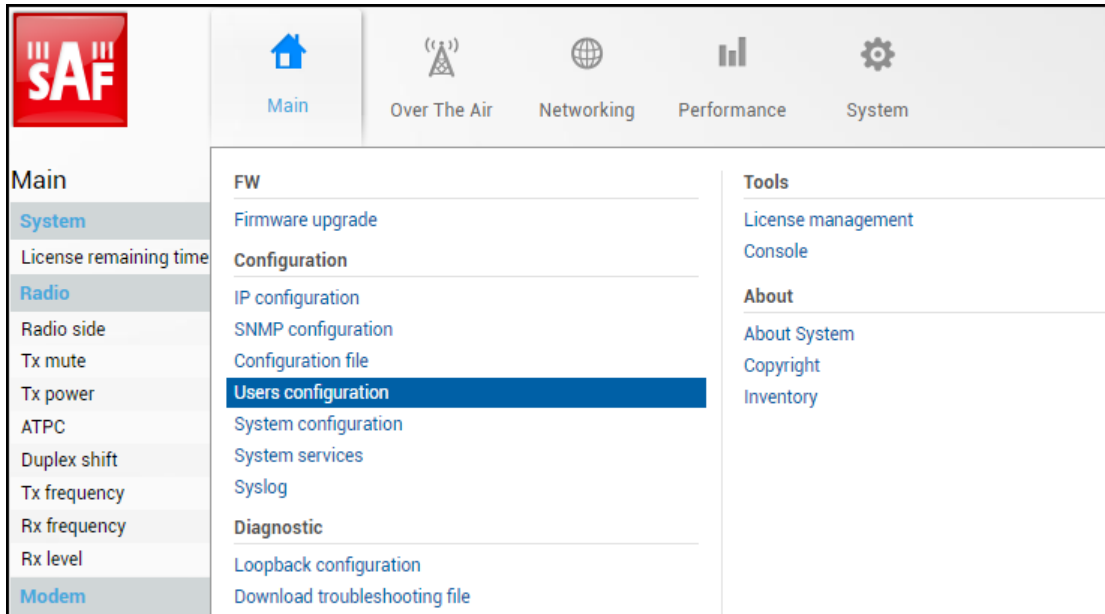 SAF
Main
Over The Air
Networking
Performance
System
Main
System
License remaining time
Radio
Radio side
Tx mute
Tx power
ATPC
Duplex shift
Tx frequency
Rx frequency
Rx level
Modem
FW
Firmware upgrade
Configuration
IP configuration
SNMP configuration
Configuration file
Users configuration
System configuration
System services
Syslog
Diagnostic
Loopback configuration
Download troubleshooting file
Tools
License management
Console
About
About System
Copyright
Inventory